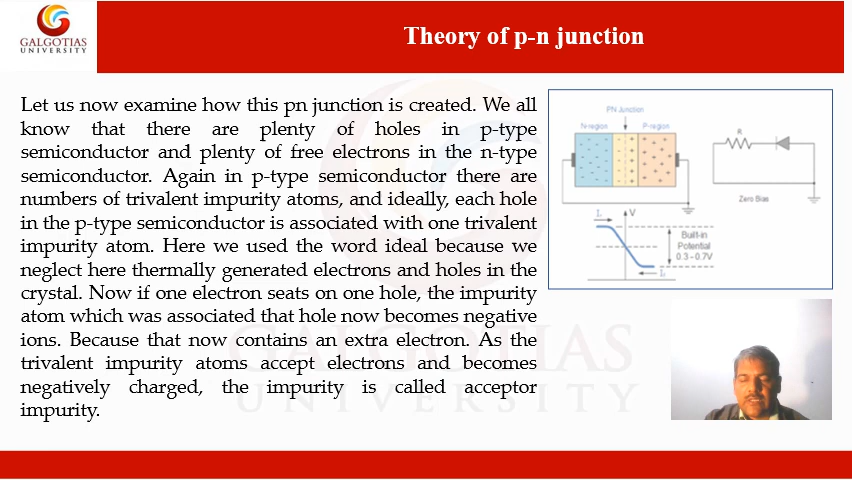 GALGOTIAS
UNIVERSITY
Theory of p-n junction
Let us now examine how this pn junction is created. We all
know that there are plenty of holes in p-type
semiconductor and plenty of free electrons in the n-type
semiconductor. Again in p-type semiconductor there are
numbers of trivalent impurity atoms, and ideally, each hole
in the p-type semiconductor is associated with one trivalent
impurity atom. Here we used the word ideal because we
neglect here thermally generated electrons and holes in the
crystal. Now if one electron seats on one hole, the impurity
atom which was associated that hole now becomes negative
ions. Because that now contains an extra electron. As the
trivalent impurity atoms accept electrons and becomes
negatively charged, the impurity is called acceptor
impurity.
PN Junction
N-region P-region
R
Zero Bias
V
Built-in
Potential
0.3 - 0.7V
GALGOTIAS
UNIVERSITY